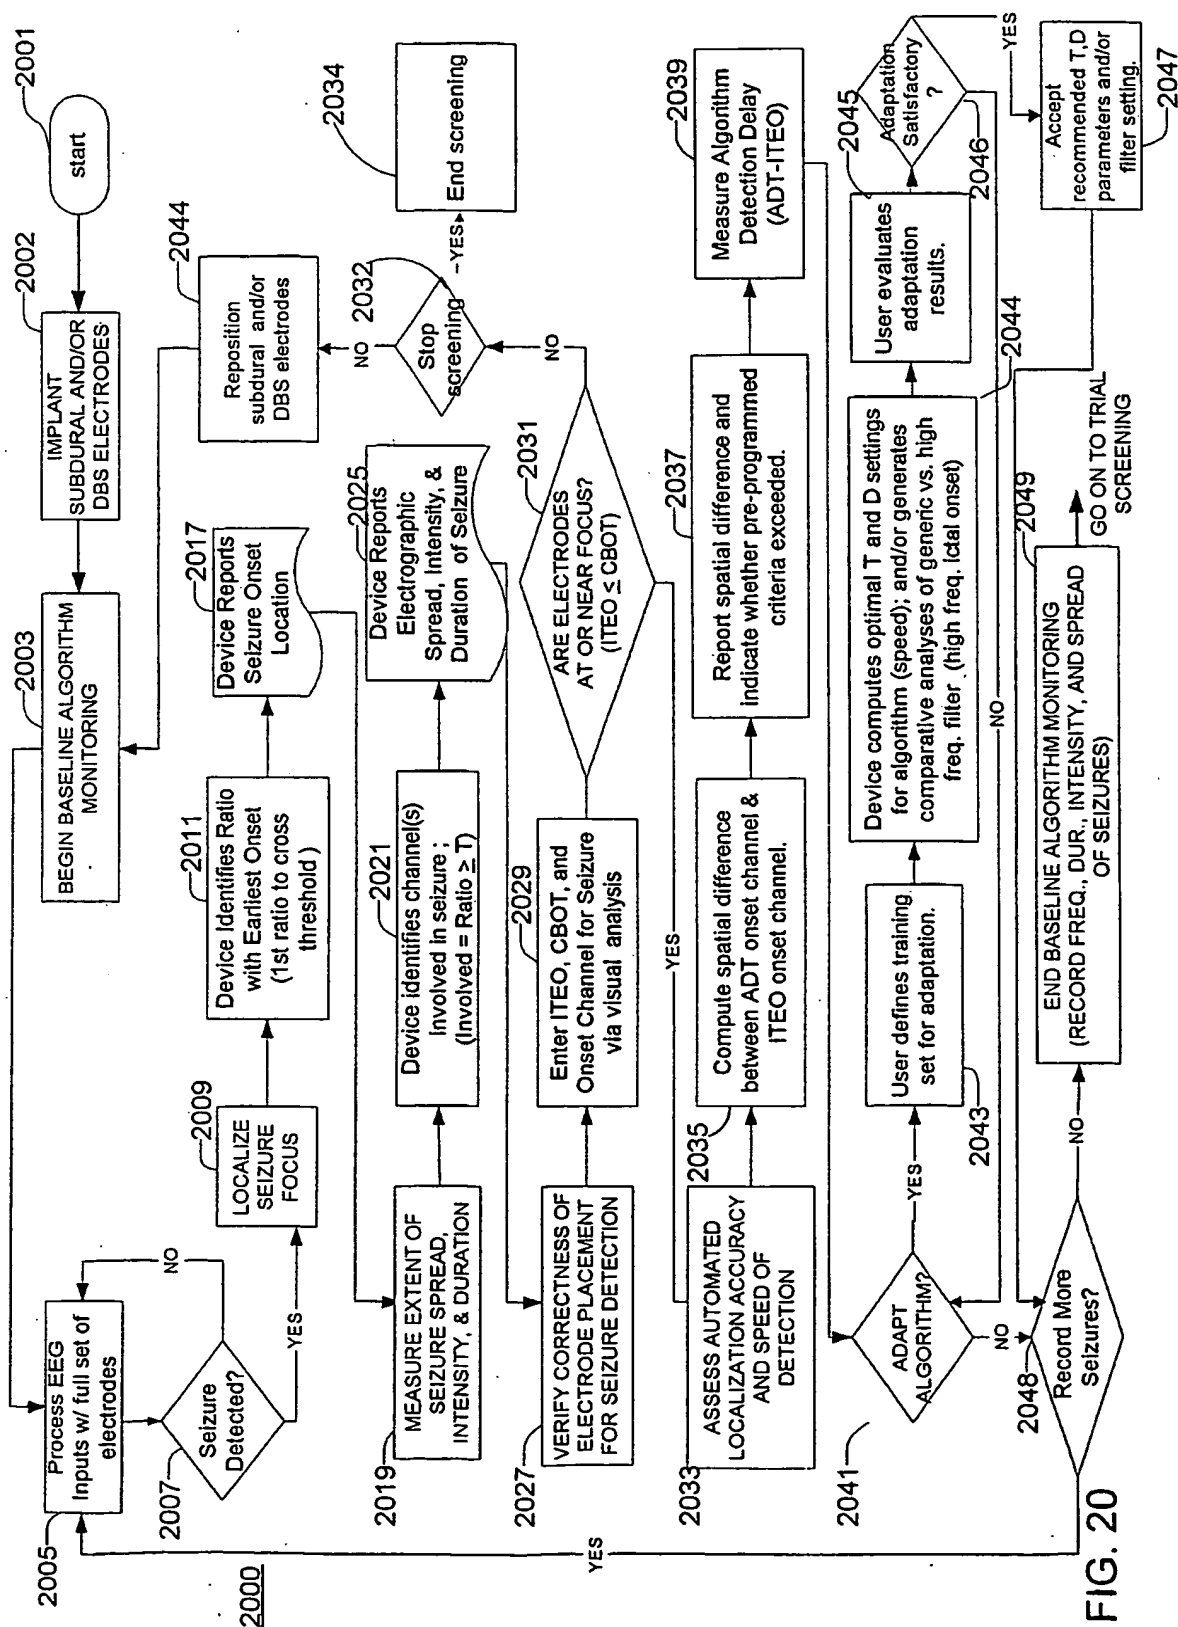 2001
start
2002
IMPLANT
SUBDURAL AND/OR
DBS ELECTRODES
2003
BEGIN BASELINE ALGORITHM
MONITORING
2005
Process EEG
Inputs w/ full set of
electrodes
2007
Seizure
Detected?
NO
YES
2009
LOCALIZE
SEIZURE
FOCUS
2011
Device Identifies Ratio
with Earliest Onset
(1st ratio to cross
threshold )
2017
Device Reports
Seizure Onset
Location
2044
Reposition
subdural and/or
DBS electrodes
2019
MEASURE EXTENT OF
SEIZURE SPREAD,
INTENSITY, & DURATION
2021
Device identifies channel(s)
Involved in seizure ;
(Involved = Ratio ≥ T)
2025
Device Reports
Electrographic
Spread, Intensity, &
Duration of Seizure
NO
2032
Stop
screening
YES
2034
End screening
2027
VERIFY CORRECTNESS OF
ELECTRODE PLACEMENT
FOR SEIZURE DETECTION
2029
Enter ITEO, CBOT, and
Onset Channel for Seizure
via visual analysis
2031
ARE ELECTRODES
AT OR NEAR FOCUS?
(ITEO ≤ CBOT)
NO
YES
2033
ASSESS AUTOMATED
LOCALIZATION ACCURACY
AND SPEED OF
DETECTION
2035
Compute spatial difference
between ADT onset channel &
ITEO onset channel.
2037
Report spatial difference and
indicate whether pre-programmed
criteria exceeded.
2039
Measure Algorithm
Detection Delay
(ADT-ITEO)
2041
ADAPT
ALGORITHM?
YES
NO
2043
User defines training
set for adaptation.
2044
Device computes optimal T and D settings
for algorithm (speed); and/or generates
comparative analyses of generic vs. high
freq. filter (high freq. ictal onset)
2045
User evaluates
adaptation
results.
2046
Adaptation
Satisfactory
?
NO
YES
2047
Accept
recommended T,D
parameters and/or
filter setting.
2048
Record More
Seizures?
YES
NO
2049
END BASELINE ALGORITHM MONITORING
(RECORD FREQ., DUR., INTENSITY, AND SPREAD
OF SEIZURES)
GO ON TO TRIAL
SCREENING
2000
FIG. 20